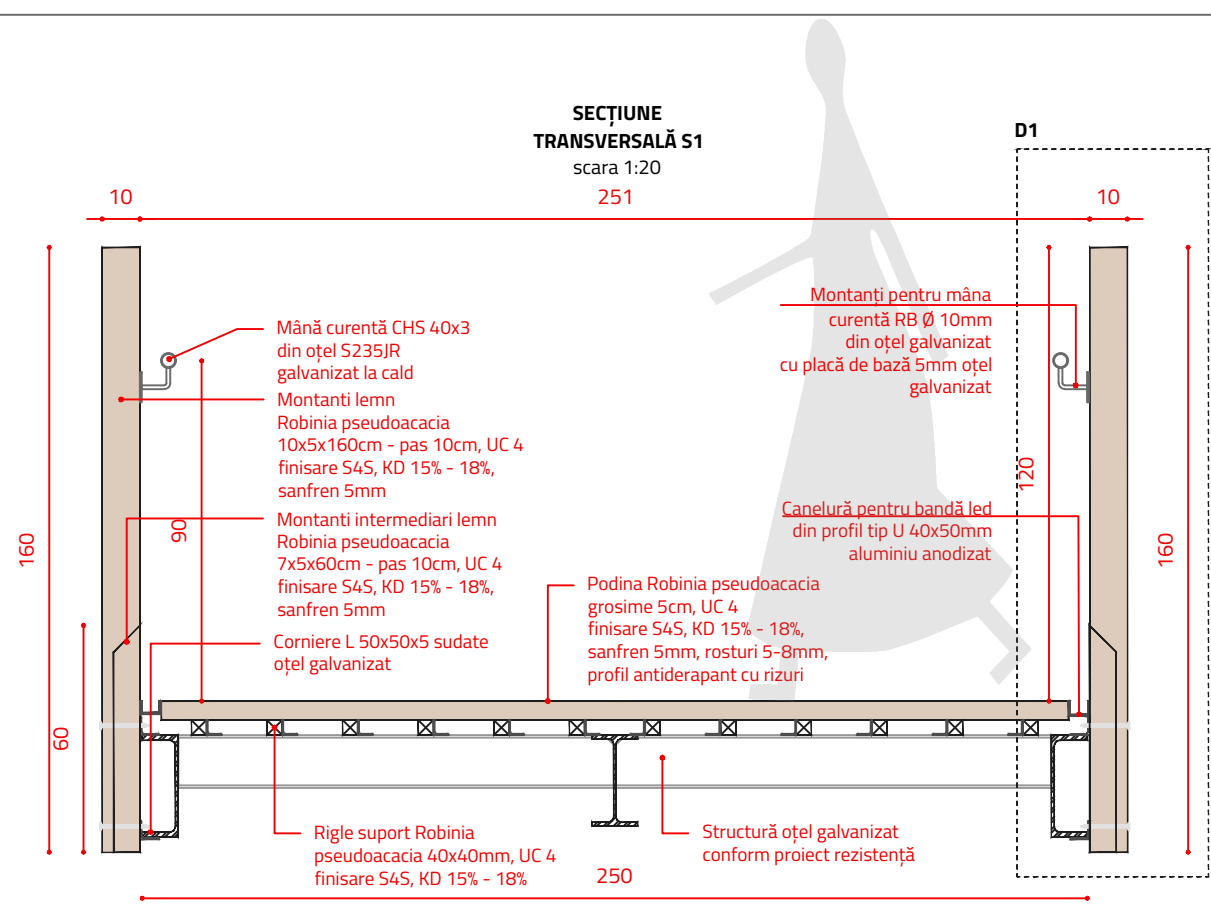 SECȚIUNE
TRANSVERSALĂ S1
scara 1:20
D1
10
251
10
Mână curentă CHS 40x3
din oțel S235JR
galvanizat la cald
Montanti lemn
Robinia pseudoacacia
10x5x160cm - pas 10cm, UC 4
finisare S4S, KD 15% - 18%,
sanfren 5mm
Montanti intermediari lemn
Robinia pseudoacacia
7x5x60cm - pas 10cm, UC 4
finisare S4S, KD 15% - 18%,
sanfren 5mm
Corniere L 50x50x5 sudate
oțel galvanizat
Montanți pentru mâna
curentă RB Ø 10mm
din oțel galvanizat
cu placă de bază 5mm oțel
galvanizat
Canelură pentru bandă led
din profil tip U 40x50mm
aluminiu anodizat
Podina Robinia pseudoacacia
grosime 5cm, UC 4
finisare S4S, KD 15% - 18%,
sanfren 5mm, rosturi 5-8mm,
profil antiderapant cu rizuri
160
60
90
120
160
Rigle suport Robinia
pseudoacacia 40x40mm, UC 4
finisare S4S, KD 15% - 18%
Structură oțel galvanizat
conform proiect rezistență
250